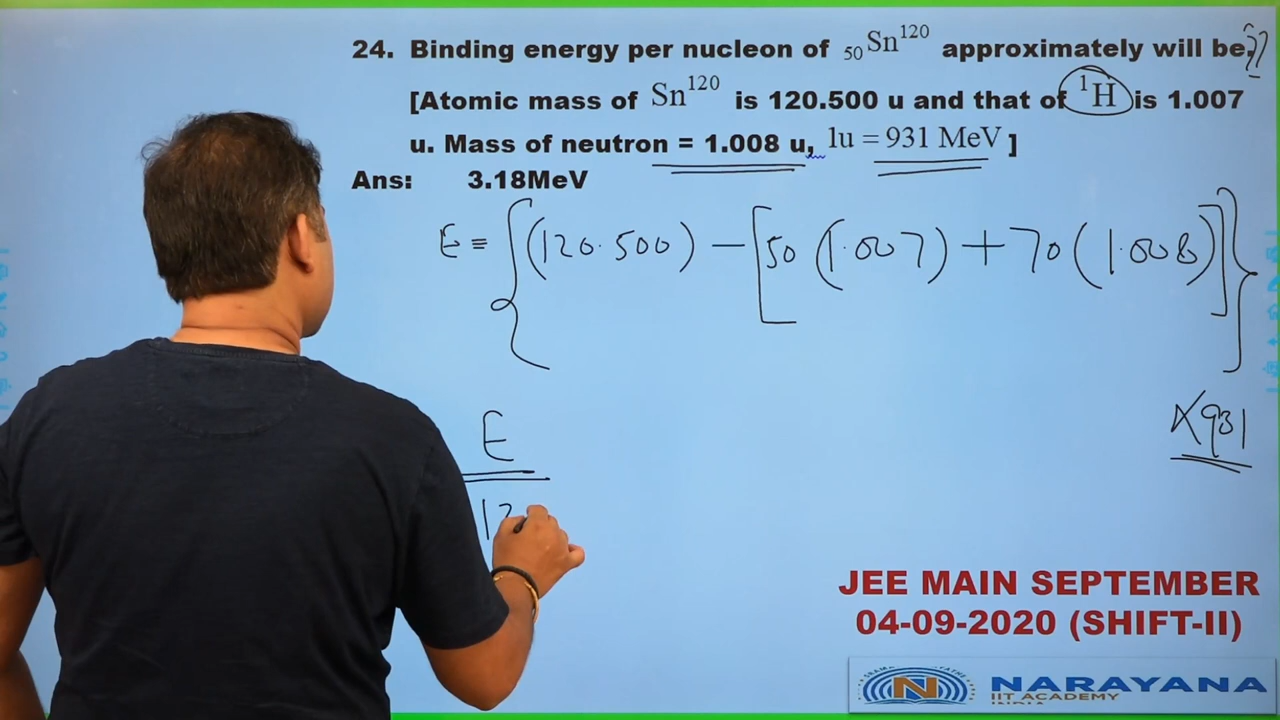 24. Binding energy per nucleon of ₅₀Sn¹²⁰ approximately will be.
[Atomic mass of Sn¹²⁰ is 120.500 u and that of ¹H is 1.007
u. Mass of neutron = 1.008 u, 1u = 931 MeV ]
Ans: 3.18MeV
E = {(120.500) − [50 (1.007) + 70 (1.008)]}
×931
E
12
JEE MAIN SEPTEMBER
04-09-2020 (SHIFT-II)
N NARAYANA
IIT ACADEMY
INDIA